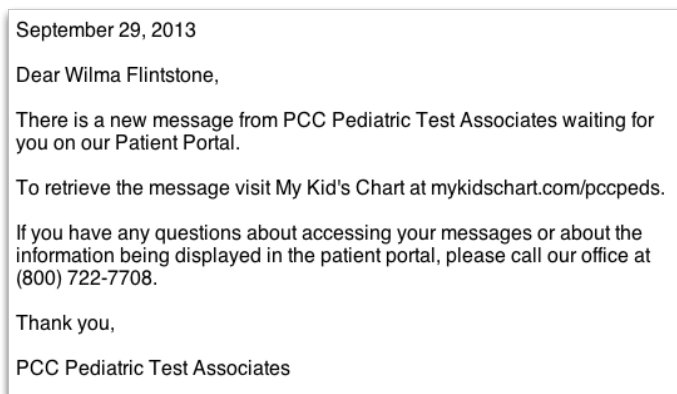 September 29, 2013
Dear Wilma Flintstone,
There is a new message from PCC Pediatric Test Associates waiting for
you on our Patient Portal.
To retrieve the message visit My Kid's Chart at mykidschart.com/pccpeds.
If you have any questions about accessing your messages or about the
information being displayed in the patient portal, please call our office at
(800) 722-7708.
Thank you,
PCC Pediatric Test Associates